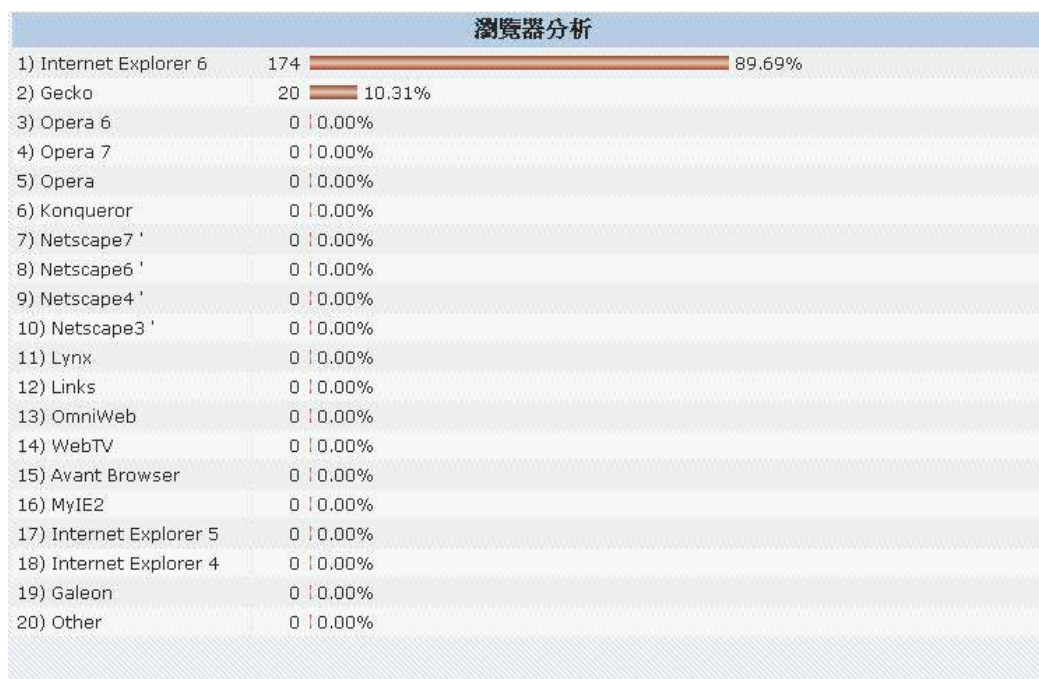 瀏覽器分析
1) Internet Explorer 6 174 89.69%
2) Gecko 20 10.31%
3) Opera 6 0 0.00%
4) Opera 7 0 0.00%
5) Opera 0 0.00%
6) Konqueror 0 0.00%
7) Netscape7 ' 0 0.00%
8) Netscape6 ' 0 0.00%
9) Netscape4 ' 0 0.00%
10) Netscape3 ' 0 0.00%
11) Lynx 0 0.00%
12) Links 0 0.00%
13) OmniWeb 0 0.00%
14) WebTV 0 0.00%
15) Avant Browser 0 0.00%
16) MyIE2 0 0.00%
17) Internet Explorer 5 0 0.00%
18) Internet Explorer 4 0 0.00%
19) Galeon 0 0.00%
20) Other 0 0.00%